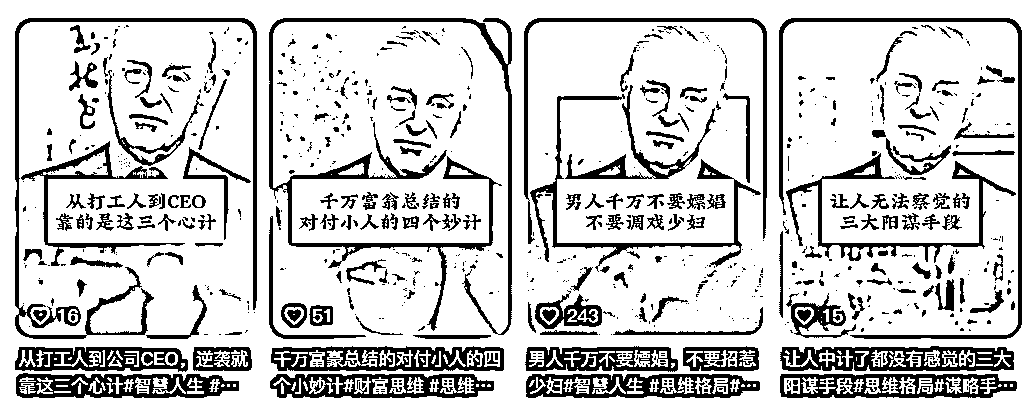 从打工人到CEO
靠的是这三个心计
16
从打工人到公司CEO，逆袭就
靠这三个心计#智慧人生 #…
千万富翁总结的
对付小人的四个妙计
51
千万富豪总结的对付小人的四
个小妙计#财富思维 #思维…
男人千万不要嫖娼
不要调戏少妇
243
男人千万不要嫖娼，不要招惹
少妇#智慧人生 #思维格局#…
让人无法察觉的
三大阳谋手段
15
让人中计了都没有感觉的三大
阳谋手段#思维格局#谋略手…